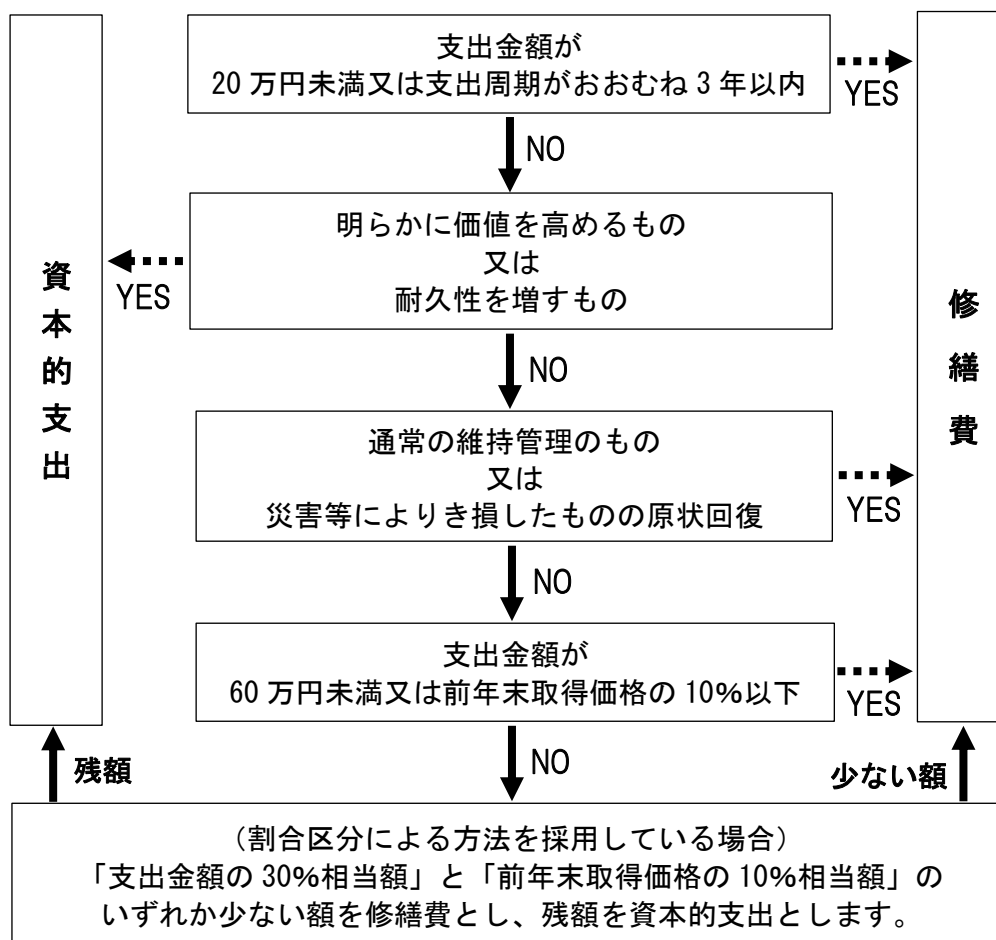 支出金額が
20万円未満又は支出周期がおおむね3年以内
YES
NO
明らかに価値を高めるもの
又は
耐久性を増すもの
YES
NO
通常の維持管理のもの
又は
災害等によりき損したものの原状回復
YES
NO
支出金額が
60万円未満又は前年末取得価格の10%以下
YES
NO
資本的支出
修繕費
残額
少ない額
（割合区分による方法を採用している場合）
「支出金額の30%相当額」と「前年末取得価格の10%相当額」の
いずれか少ない額を修繕費とし、残額を資本的支出とします。